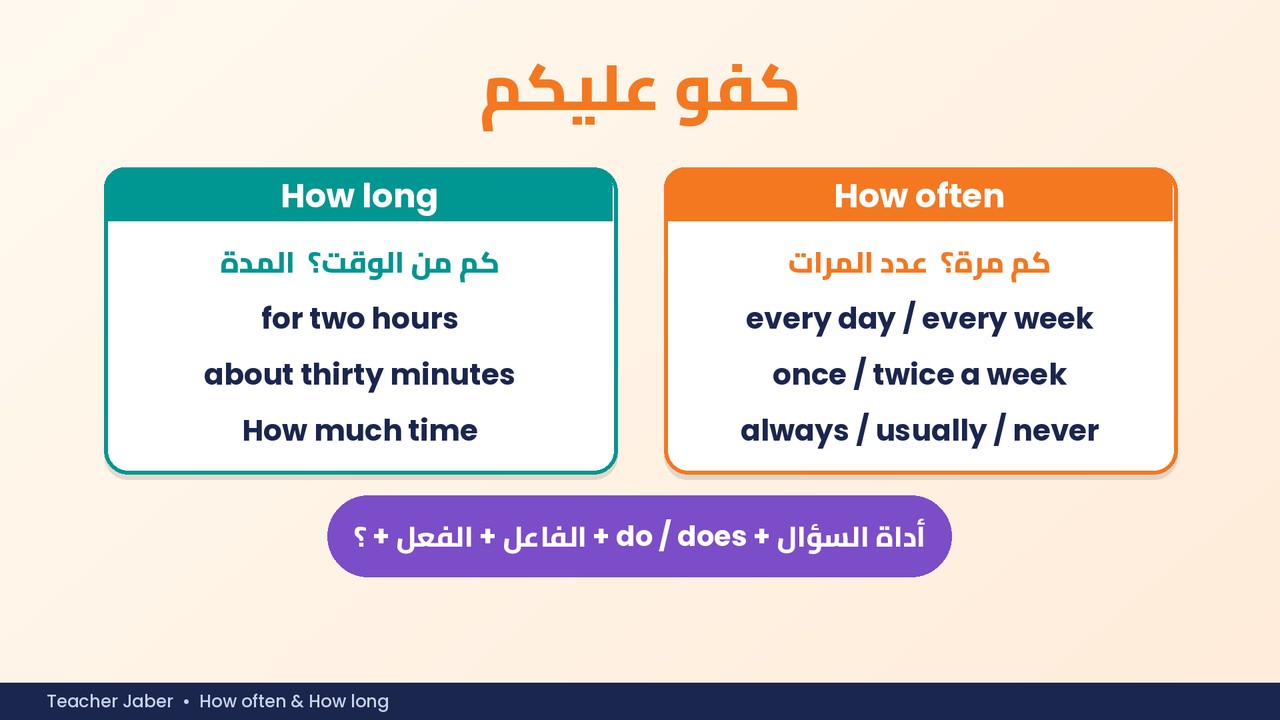 كفو عليكم
How long
كم من الوقت؟ المدة
for two hours
about thirty minutes
How much time
How often
كم مرة؟ عدد المرات
every day / every week
once / twice a week
always / usually / never
أداة السؤال + do / does + الفاعل + الفعل + ؟
Teacher Jaber • How often & How long